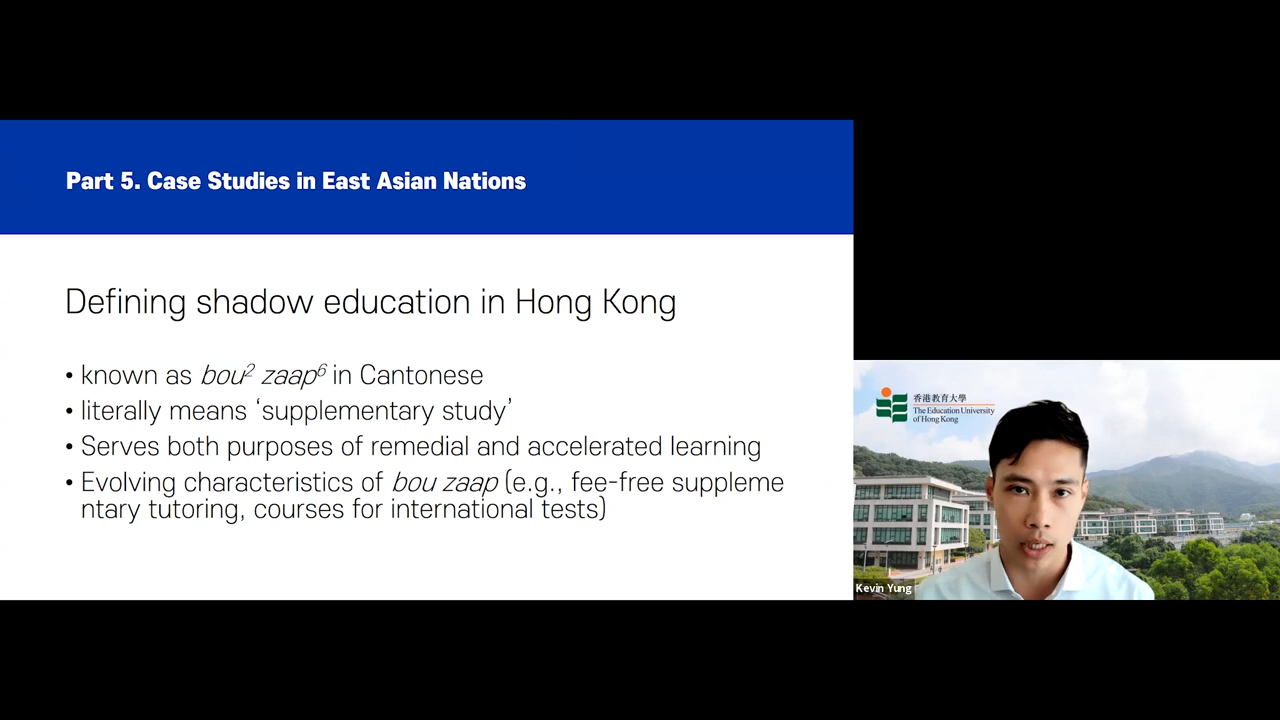 Part 5. Case Studies in East Asian Nations
Defining shadow education in Hong Kong
• known as bou² zaap⁶ in Cantonese
• literally means ‘supplementary study’
• Serves both purposes of remedial and accelerated learning
• Evolving characteristics of bou zaap (e.g., fee-free suppleme
ntary tutoring, courses for international tests)
香港教育大學
The Education University
of Hong Kong
Kevin Yung